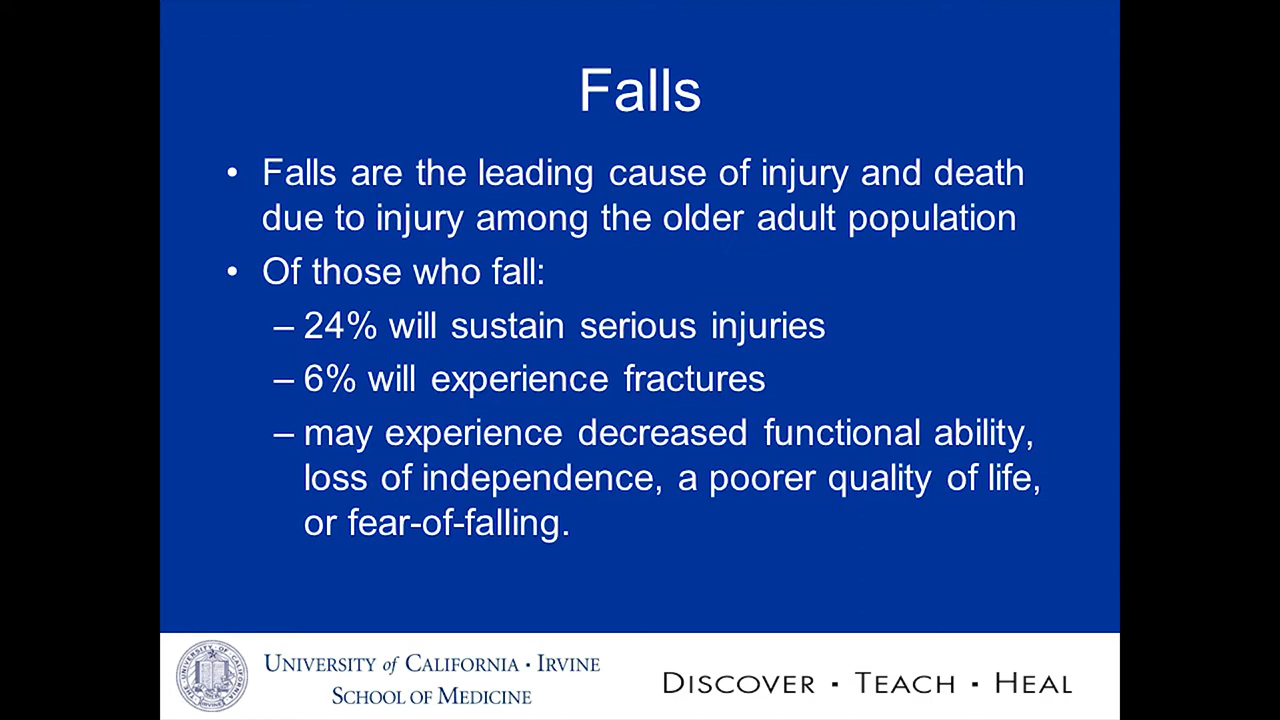 Falls
• Falls are the leading cause of injury and death
due to injury among the older adult population
• Of those who fall:
– 24% will sustain serious injuries
– 6% will experience fractures
– may experience decreased functional ability,
loss of independence, a poorer quality of life,
or fear-of-falling.
UNIVERSITY of CALIFORNIA · IRVINE
SCHOOL OF MEDICINE
DISCOVER · TEACH · HEAL